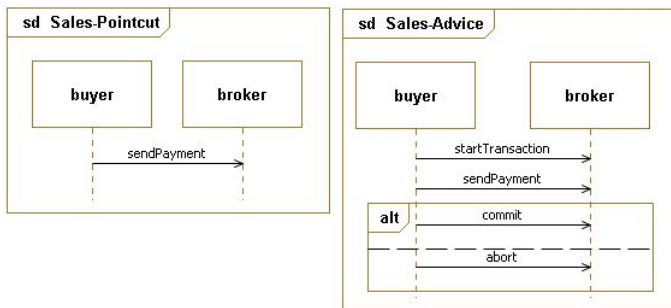 sd Sales-Pointcut
buyer
broker
sendPayment
sd Sales-Advice
buyer
broker
startTransaction
sendPayment
alt
commit
abort